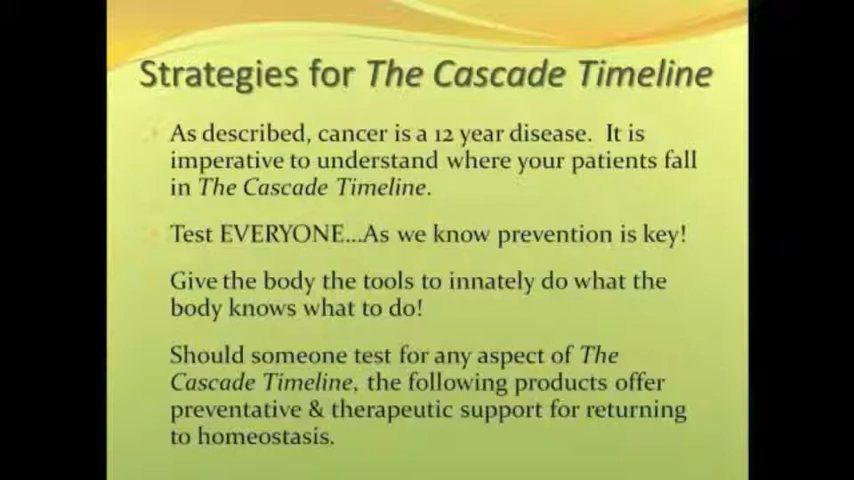 Strategies for The Cascade Timeline
As described, cancer is a 12 year disease. It is
imperative to understand where your patients fall
in The Cascade Timeline.
Test EVERYONE...As we know prevention is key!
Give the body the tools to innately do what the
body knows what to do!
Should someone test for any aspect of The
Cascade Timeline, the following products offer
preventative & therapeutic support for returning
to homeostasis.